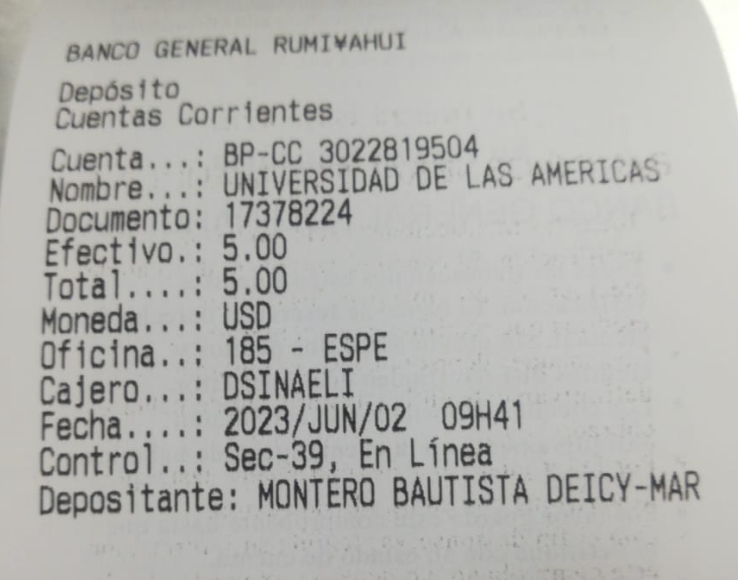 BANCO GENERAL RUMI¥AHUI
Depósito
Cuentas Corrientes
Cuenta...: BP-CC 3022819504
Nombre...: UNIVERSIDAD DE LAS AMERICAS
Documento: 17378224
Efectivo.: 5.00
Total....: 5.00
Moneda...: USD
Oficina..: 185 - ESPE
Cajero...: DSINAELI
Fecha....: 2023/JUN/02 09H41
Control..: Sec-39, En Línea
Depositante: MONTERO BAUTISTA DEICY-MAR